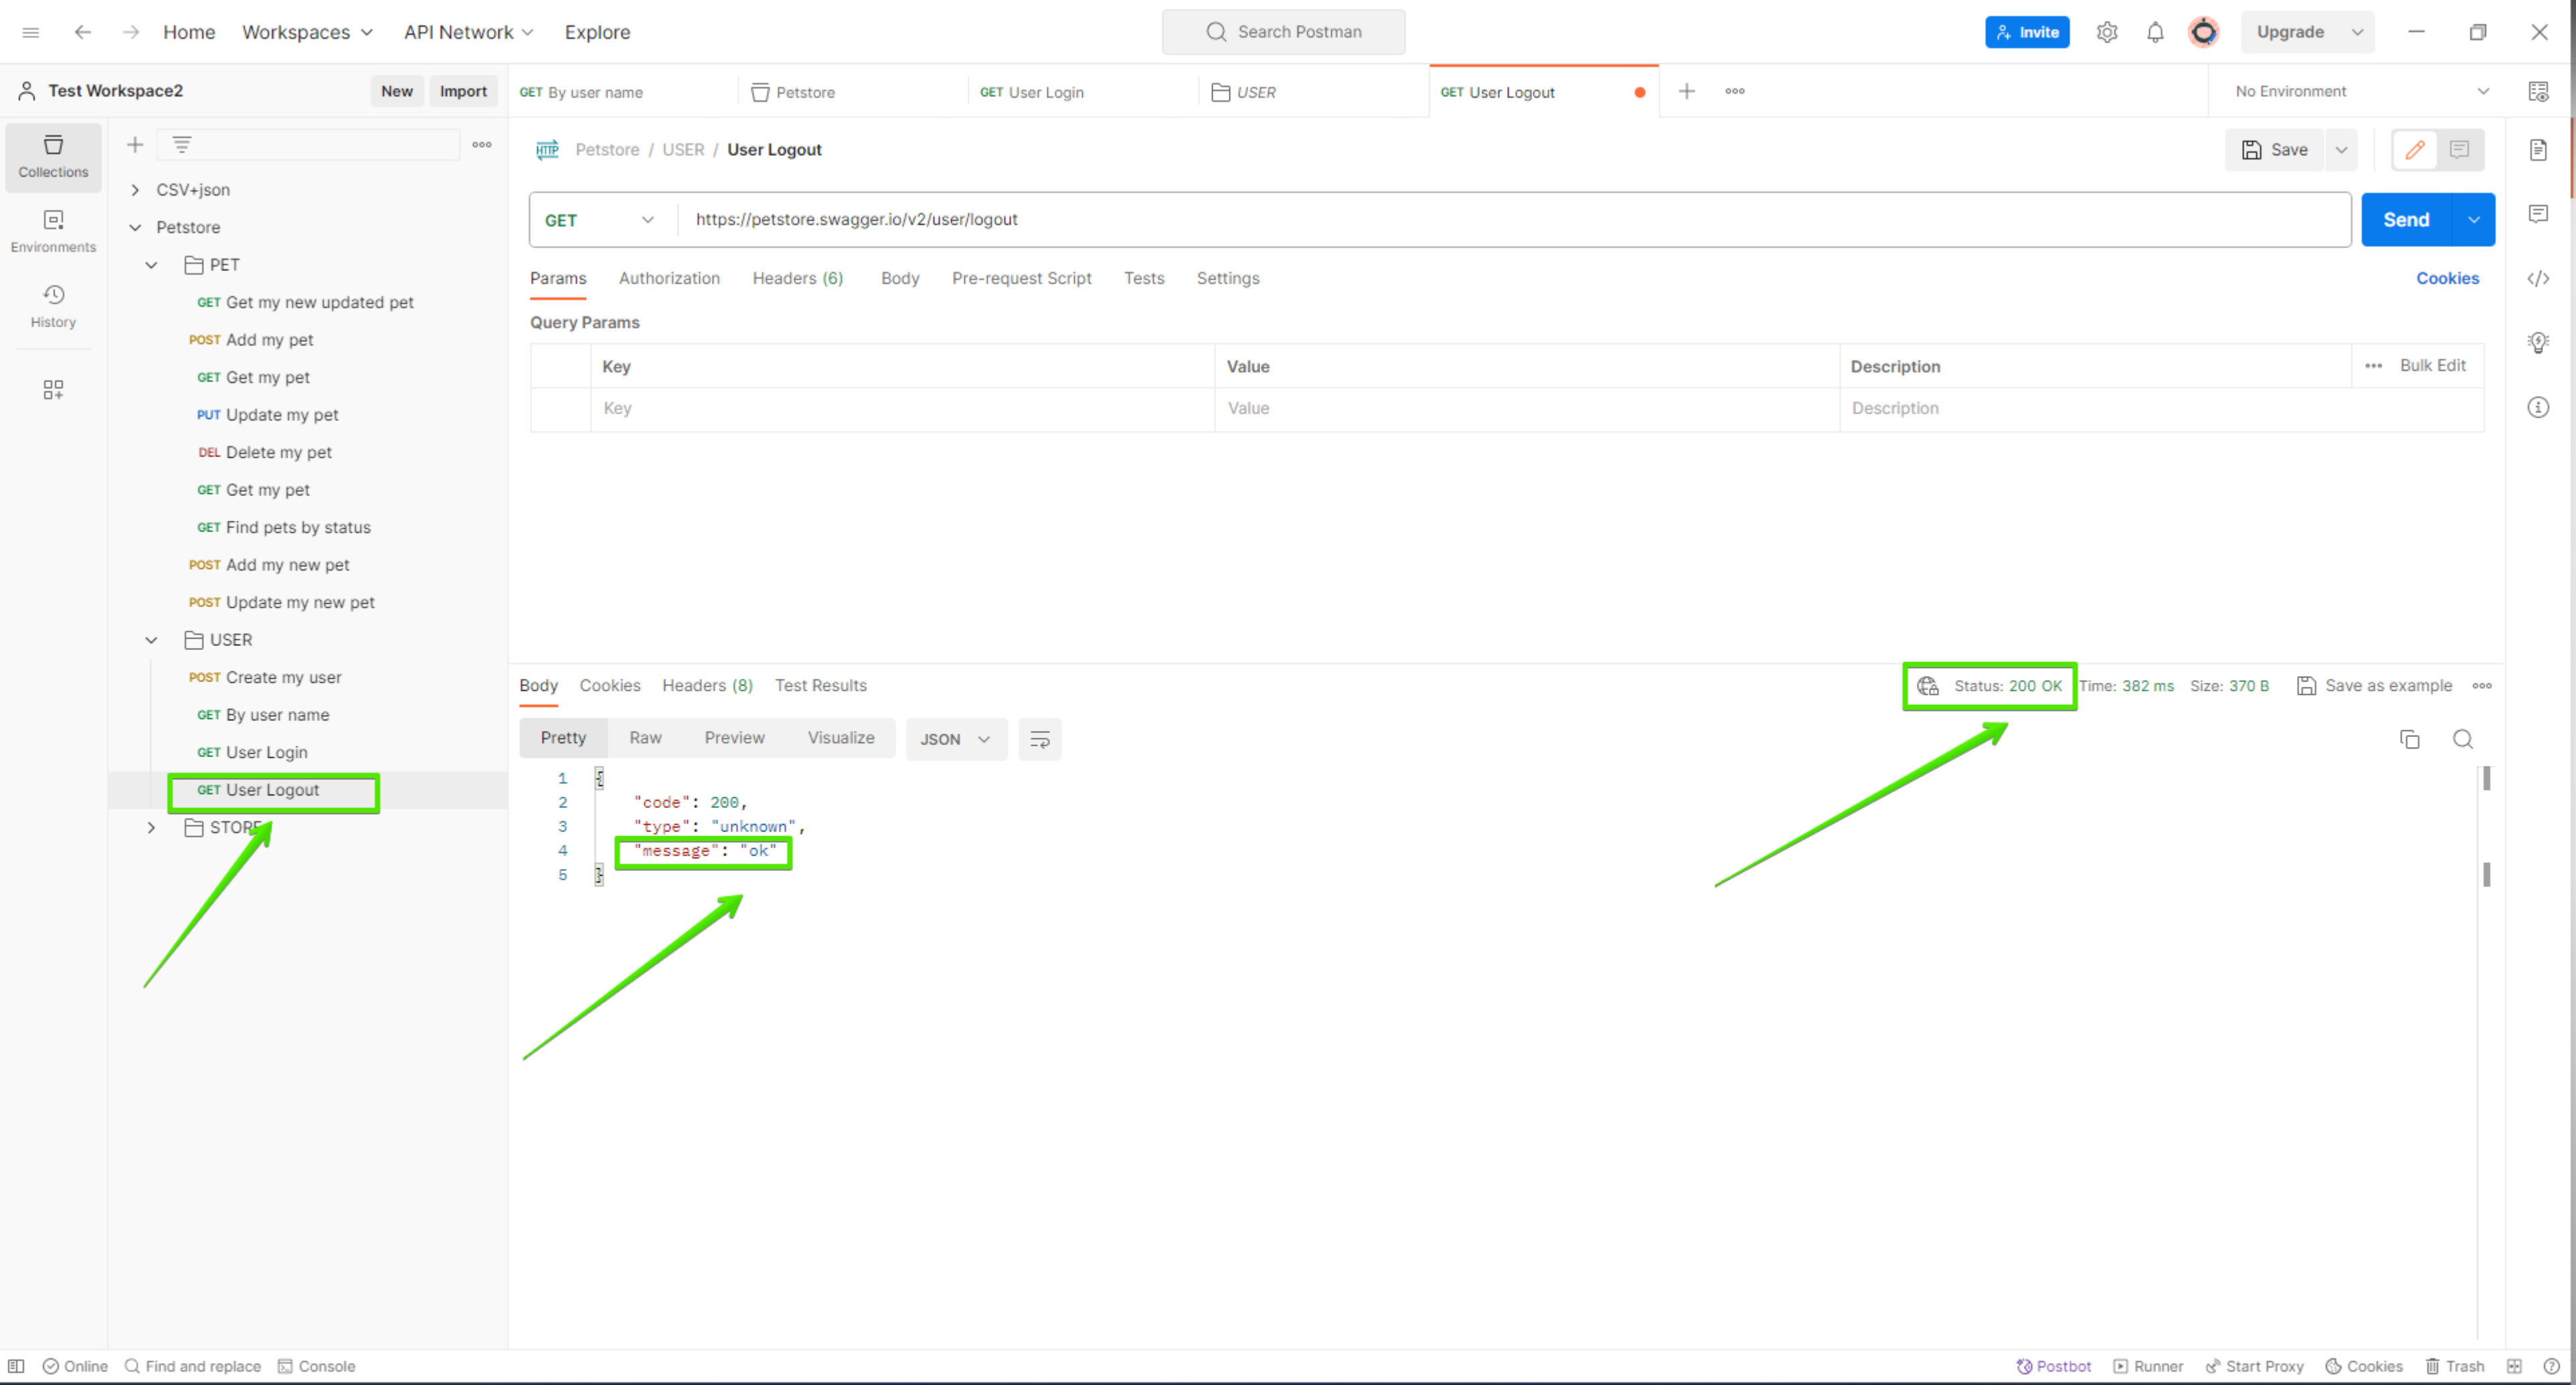 Home Workspaces API Network Explore Search Postman Invite Upgrade
Test Workspace2 New Import GET By user name Petstore GET User Login USER GET User Logout No Environment
Collections
Environments
History
CSV+json
Petstore
PET
GET Get my new updated pet
POST Add my pet
GET Get my pet
PUT Update my pet
DEL Delete my pet
GET Get my pet
GET Find pets by status
POST Add my new pet
POST Update my new pet
USER
POST Create my user
GET By user name
GET User Login
GET User Logout
HTTP Petstore / USER / User Logout Save
GET https://petstore.swagger.io/v2/user/logout Send
Params Authorization Headers (6) Body Pre-request Script Tests Settings Cookies
Query Params
Key Value Description Bulk Edit
Key Value Description
Body Cookies Headers (8) Test Results Status: 200 OK Time: 382 ms Size: 370 B Save as example
Pretty Raw Preview Visualize JSON
1 {
2 "code": 200,
3 "type": "unknown",
4 "message": "ok"
5 }
Online Find and replace Console Postbot Runner Start Proxy Cookies Trash